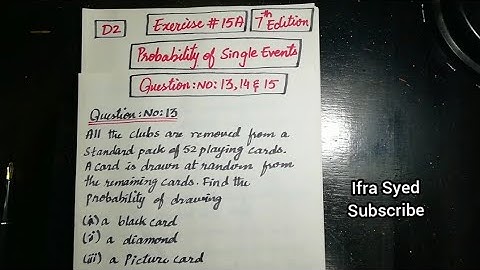 D2
Exercise # 15A
7th Edition
Probability of Single Events
Question: NO: 13, 14 & 15
Question: NO: 13
All the clubs are removed from a
standard pack of 52 playing cards.
A card is drawn at random from
the remaining cards. Find the
probability of drawing
(i) a black card
(ii) a diamond
(iii) a Picture card
Ifra Syed
Subscribe